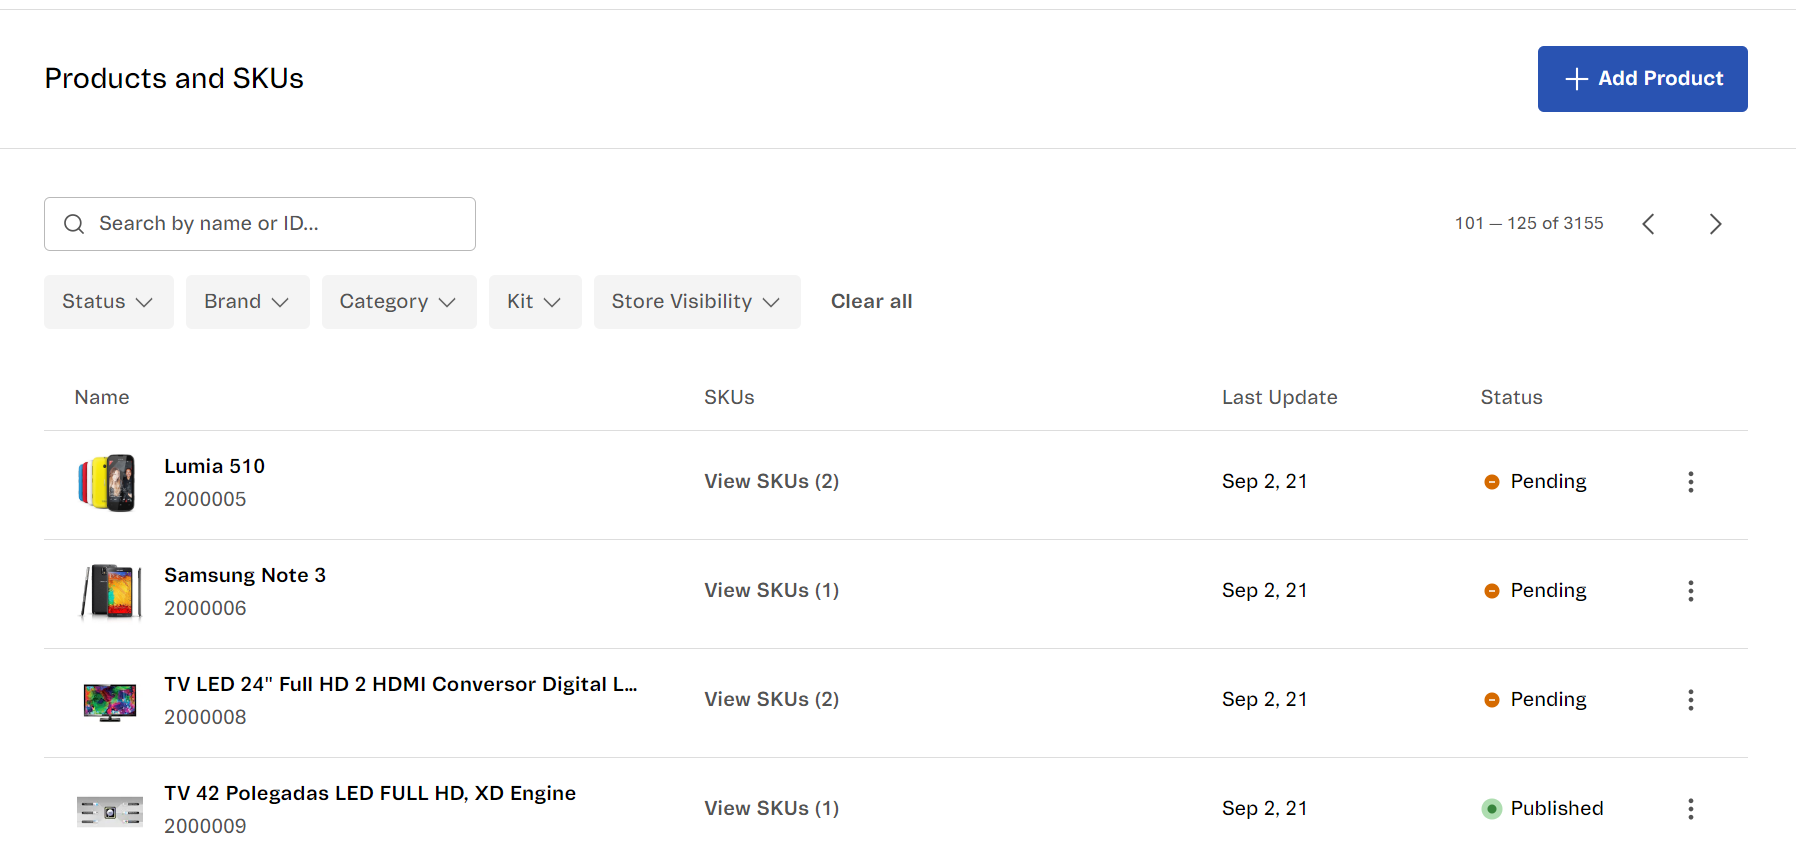 Products and SKUs
Add Product
Search by name or ID...
101 — 125 of 3155
Status
Brand
Category
Kit
Store Visibility
Clear all
Name SKUs Last Update Status
Lumia 510
2000005
View SKUs (2)
Sep 2, 21
Pending
Samsung Note 3
2000006
View SKUs (1)
Sep 2, 21
Pending
TV LED 24" Full HD 2 HDMI Conversor Digital L...
2000008
View SKUs (2)
Sep 2, 21
Pending
TV 42 Polegadas LED FULL HD, XD Engine
2000009
View SKUs (1)
Sep 2, 21
Published